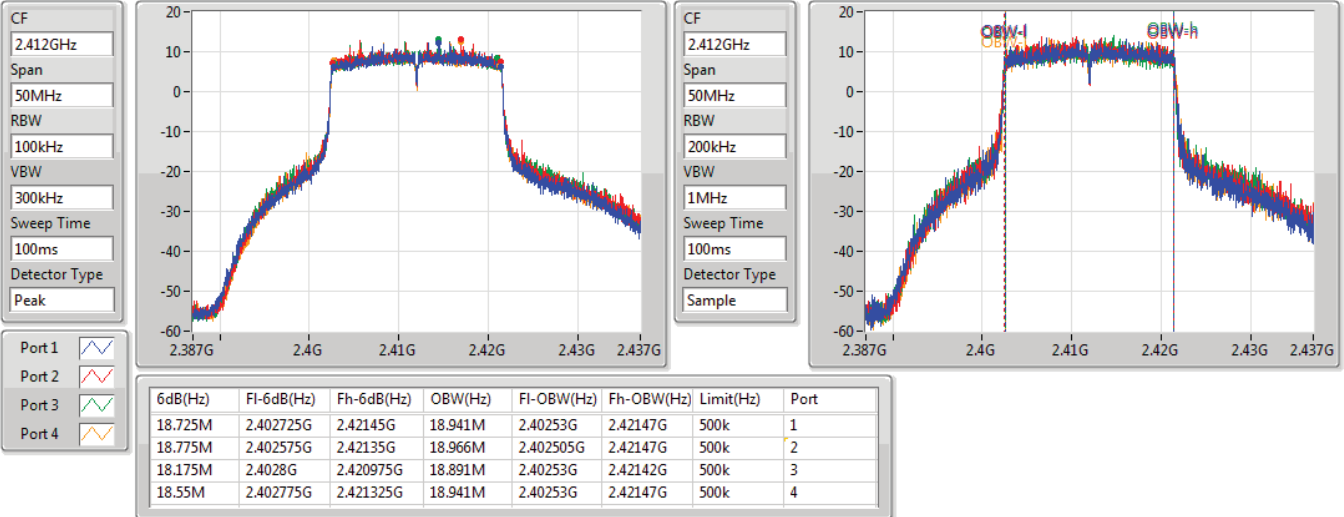 CF
2.412GHz
Span
50MHz
RBW
100kHz
VBW
300kHz
Sweep Time
100ms
Detector Type
Peak
20
10
0
-10
-20
-30
-40
-50
-60
2.387G 2.4G 2.41G 2.42G 2.43G 2.437G
CF
2.412GHz
Span
50MHz
RBW
200kHz
VBW
1MHz
Sweep Time
100ms
Detector Type
Sample
OBW-l OBW-h
20
10
0
-10
-20
-30
-40
-50
-60
2.387G 2.4G 2.41G 2.42G 2.43G 2.437G
Port 1
Port 2
Port 3
Port 4
6dB(Hz) Fl-6dB(Hz) Fh-6dB(Hz) OBW(Hz) Fl-OBW(Hz) Fh-OBW(Hz) Limit(Hz) Port
18.725M 2.402725G 2.42145G 18.941M 2.40253G 2.42147G 500k 1
18.775M 2.402575G 2.42135G 18.966M 2.402505G 2.42147G 500k 2
18.175M 2.4028G 2.420975G 18.891M 2.40253G 2.42142G 500k 3
18.55M 2.402775G 2.421325G 18.941M 2.40253G 2.42147G 500k 4